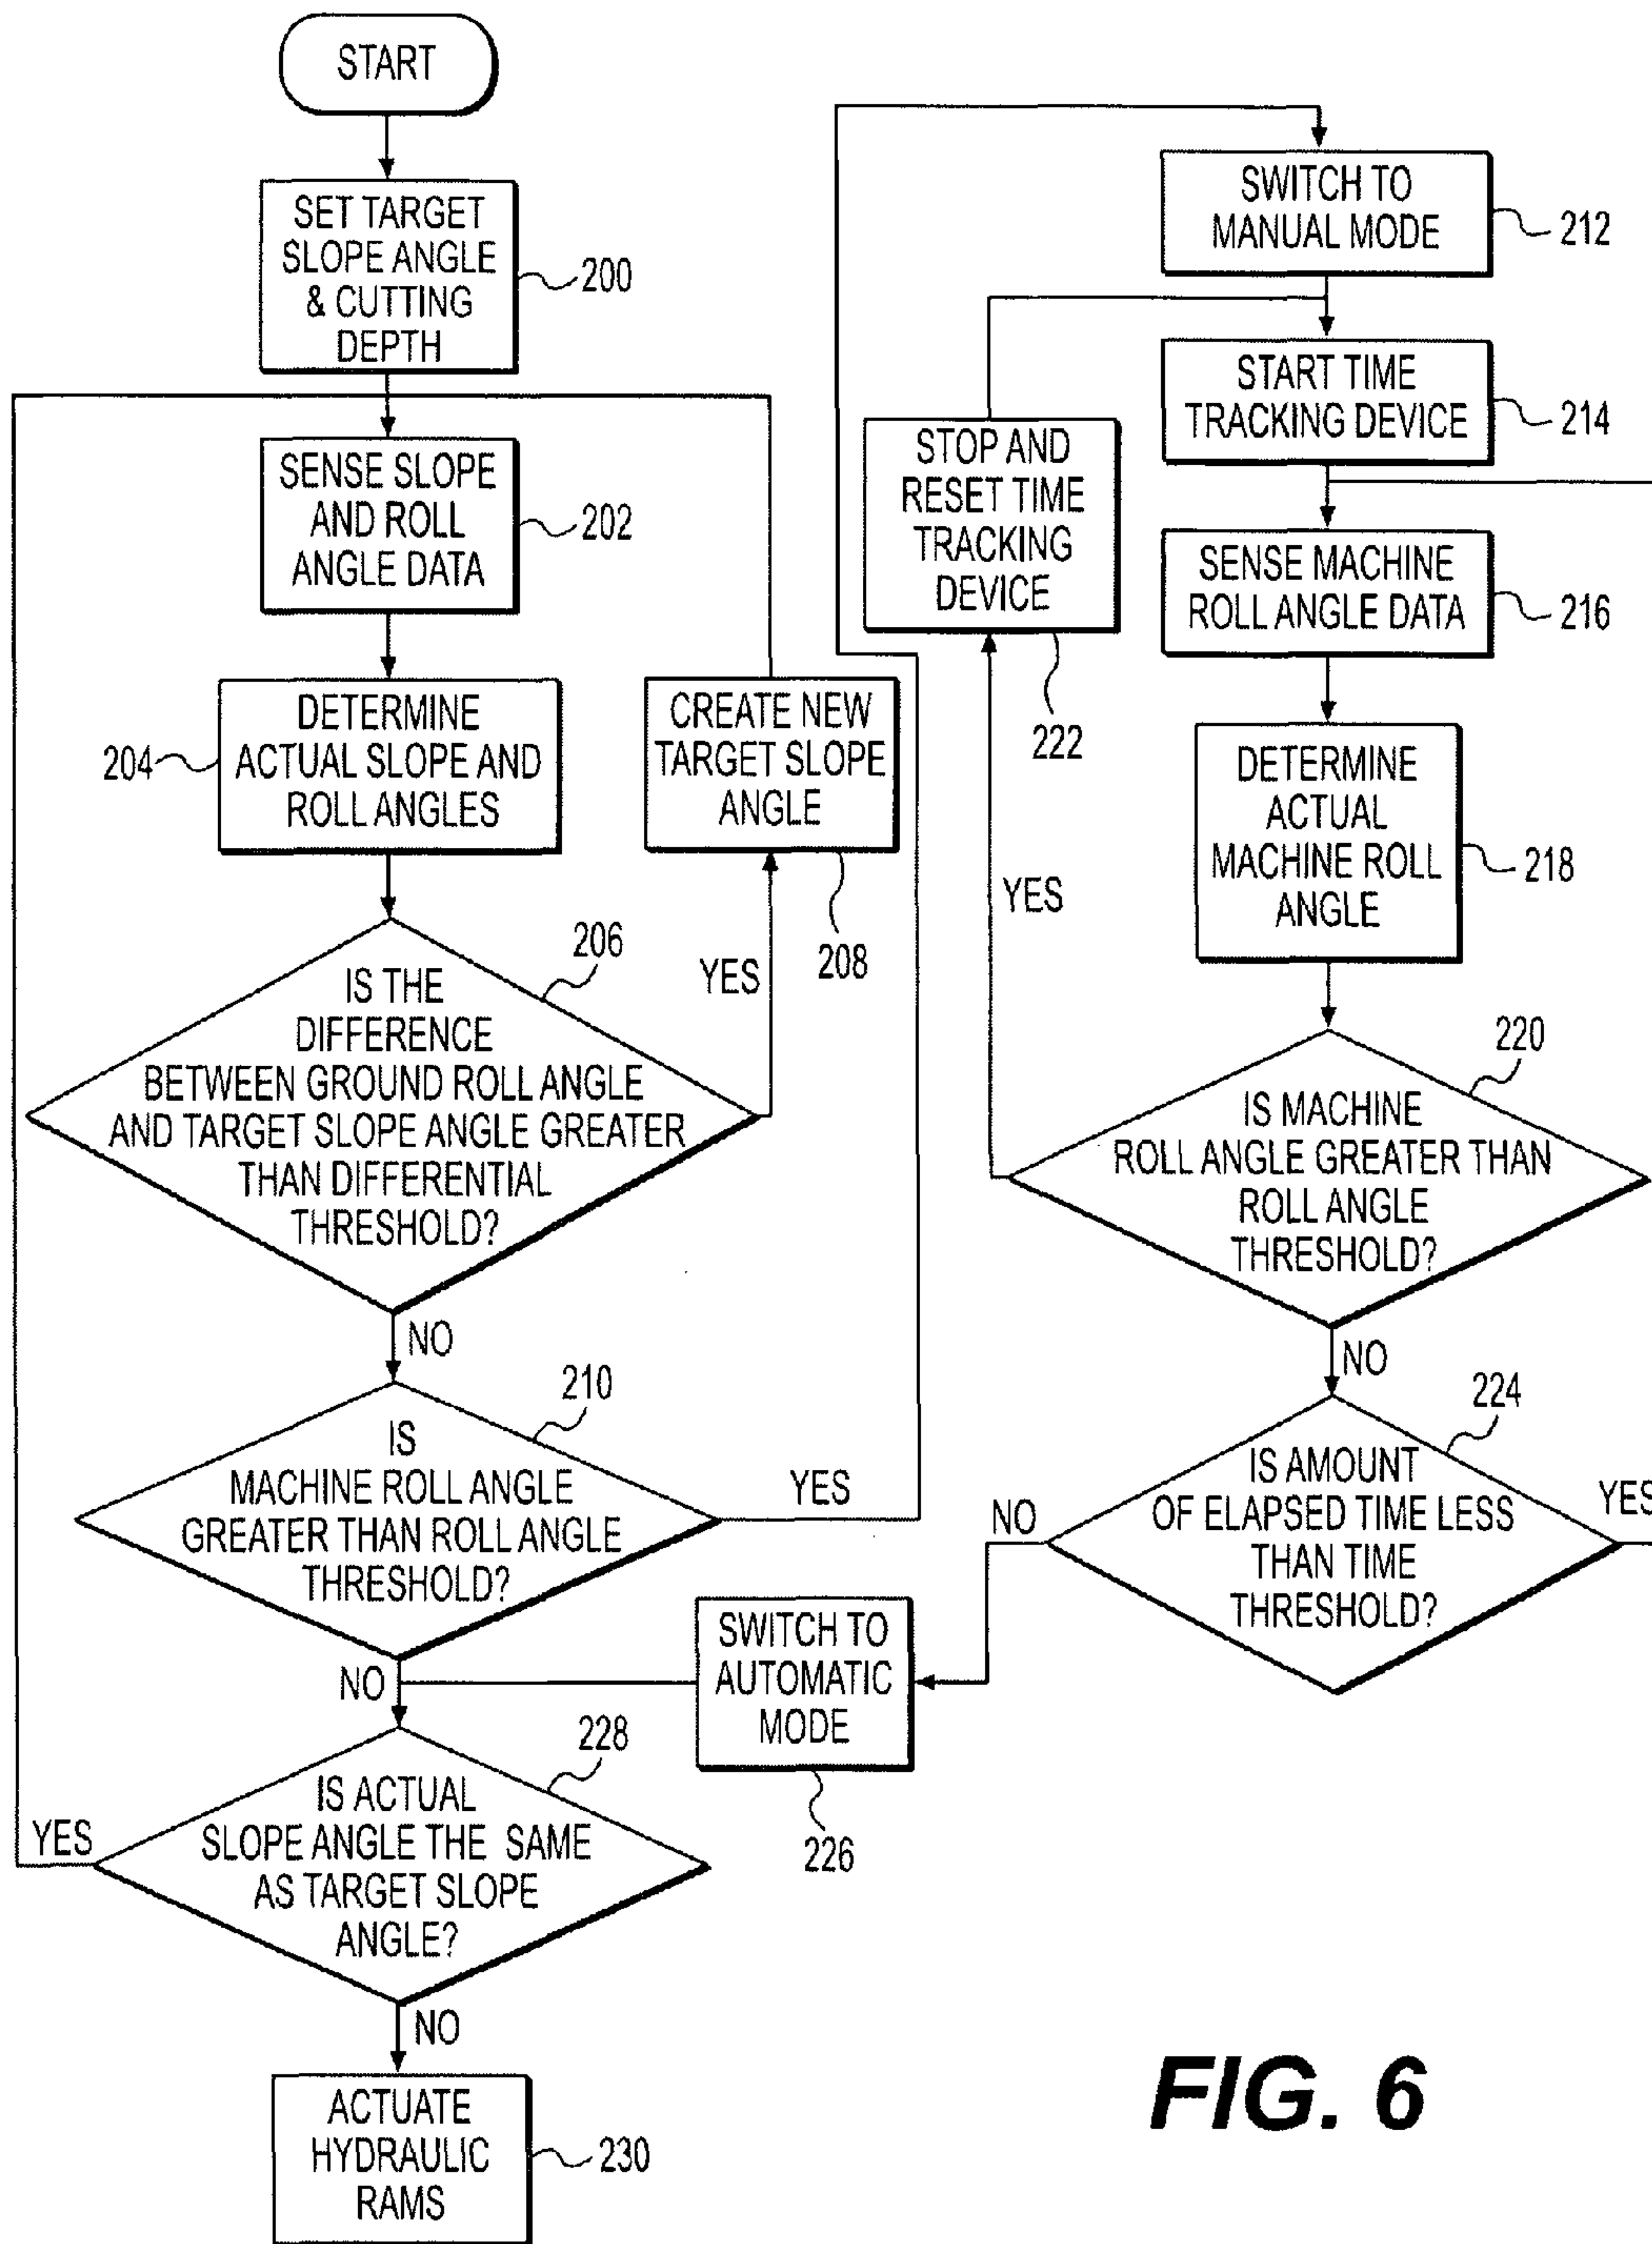 START
SET TARGET
SLOPE ANGLE
& CUTTING
DEPTH
200
SENSE SLOPE
AND ROLL
ANGLE DATA
202
DETERMINE
ACTUAL SLOPE AND
ROLL ANGLES
204
IS THE
DIFFERENCE
BETWEEN GROUND ROLL ANGLE
AND TARGET SLOPE ANGLE GREATER
THAN DIFFERENTIAL
THRESHOLD?
206
YES
CREATE NEW
TARGET SLOPE
ANGLE
208
NO
IS
MACHINE ROLL ANGLE
GREATER THAN ROLL ANGLE
THRESHOLD?
210
YES
NO
SWITCH TO
MANUAL MODE
212
START TIME
TRACKING DEVICE
214
SENSE MACHINE
ROLL ANGLE DATA
216
DETERMINE
ACTUAL
MACHINE ROLL
ANGLE
218
IS MACHINE
ROLL ANGLE GREATER THAN
ROLL ANGLE
THRESHOLD?
220
YES
STOP AND
RESET TIME
TRACKING
DEVICE
222
NO
IS AMOUNT
OF ELAPSED TIME LESS
THAN TIME
THRESHOLD?
224
YES
NO
SWITCH TO
AUTOMATIC
MODE
226
IS ACTUAL
SLOPE ANGLE THE SAME
AS TARGET SLOPE
ANGLE?
228
YES
NO
ACTUATE
HYDRAULIC
RAMS
230
FIG. 6